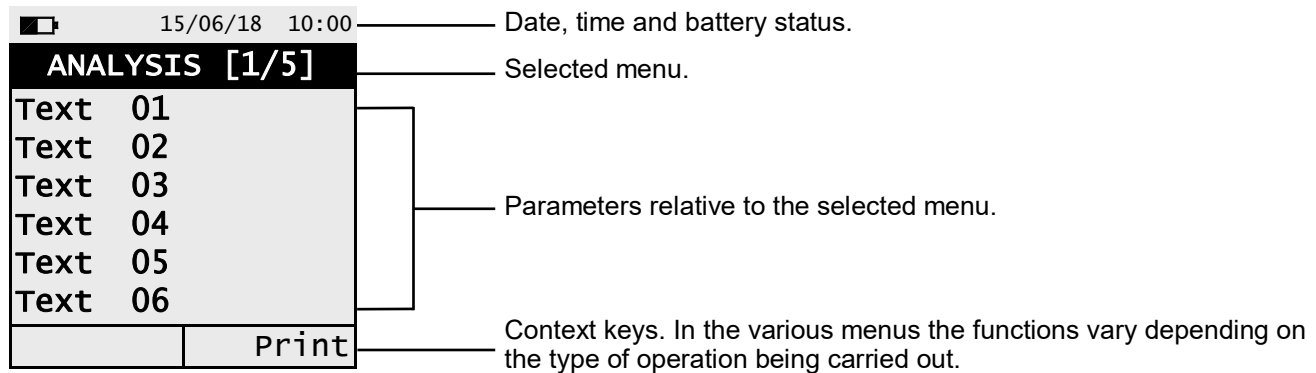 15/06/18 10:00
Date, time and battery status.
ANALYSIS [1/5]
Selected menu.
Text 01
Text 02
Text 03
Text 04
Text 05
Text 06
Parameters relative to the selected menu.
Print
Context keys. In the various menus the functions vary depending on
the type of operation being carried out.